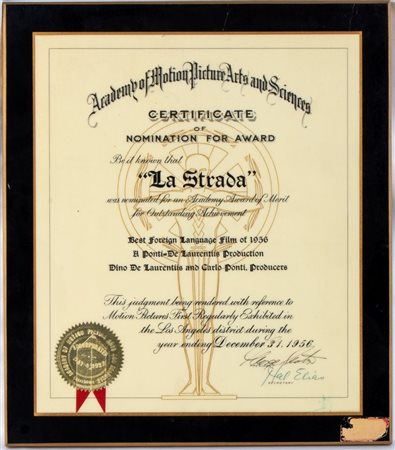 Academy of Motion Picture Arts and Sciences
CERTIFICATE
OF
NOMINATION FOR AWARD
Be it known that
"La Strada"
was nominated for an Academy Award of Merit
for Outstanding Achievement
Best Foreign Language Film of 1956
A Ponti-De Laurentiis Production
Dino De Laurentiis and Carlo Ponti, Producers
This judgment being rendered with reference to
Motion Pictures First Regularly Exhibited in
the Los Angeles district during the
year ending December 31, 1956.
SECRETARY